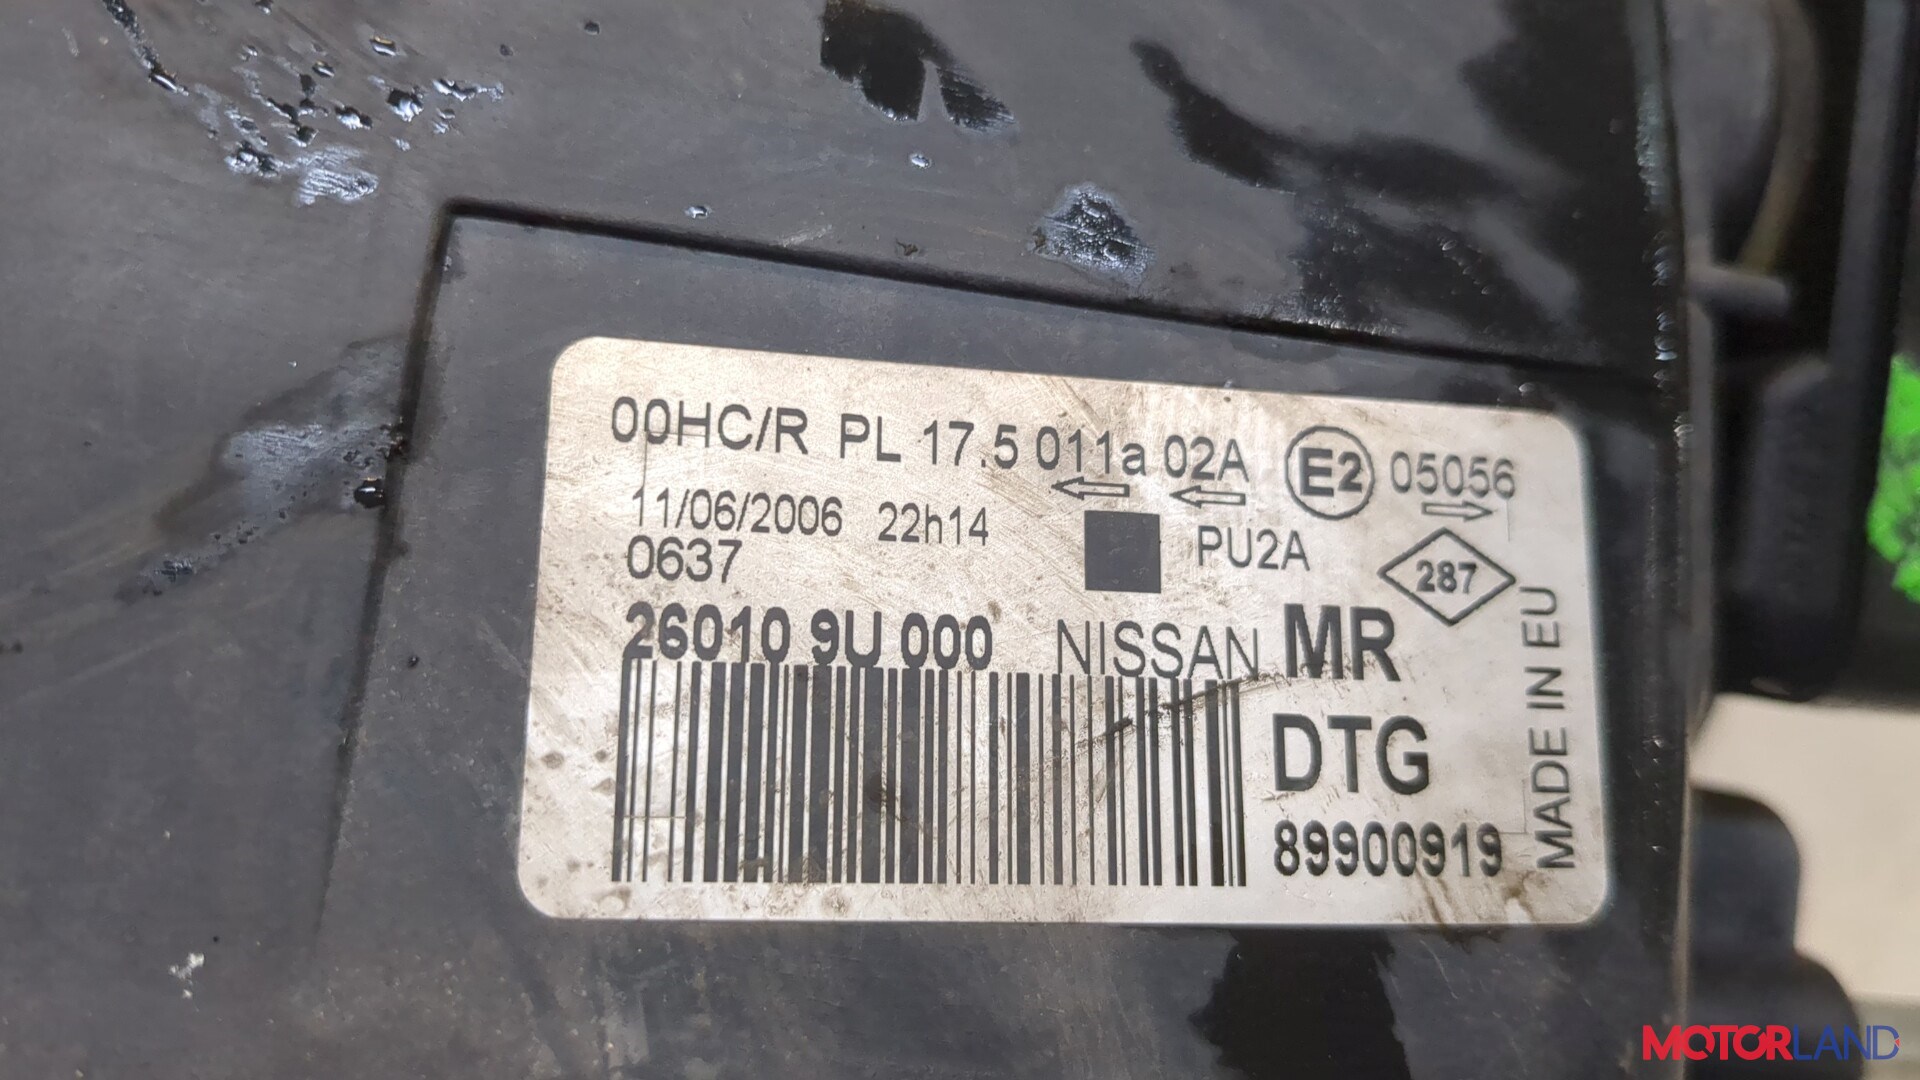 00HC/R PL 17.5 011a 02A E2 05056
11/06/2006 22h14 PU2A
0637 287
26010 9U 000 NISSAN MR
DTG
89900919
MADE IN EU
MOTORLAND